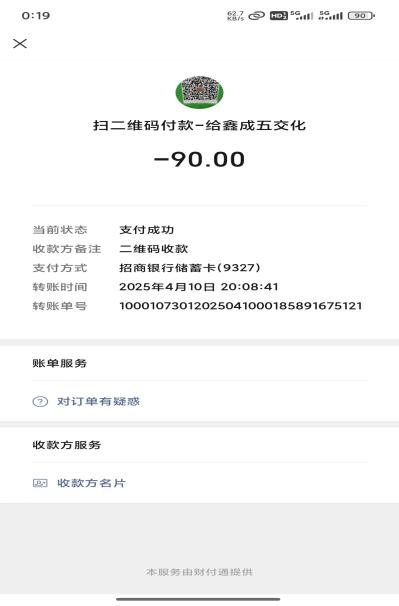 0:19
62.7 KB/s HD 5G 5G 90
扫二维码付款-给鑫成五交化
-90.00
当前状态 支付成功
收款方备注 二维码收款
支付方式 招商银行储蓄卡(9327)
转账时间 2025年4月10日 20:08:41
转账单号 1000107301202504100018589167512​1
账单服务
对订单有疑惑
收款方服务
收款方名片
本服务由财付通提供